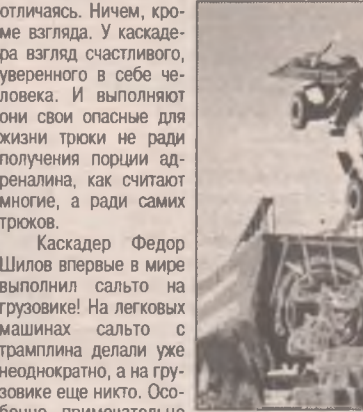 отличаясь. Ничем, кро-
ме взгляда. У каскаде-
ра взгляд счастливого,
уверенного в себе че-
ловека. И выполняют
они свои опасные для
жизни трюки не ради
получения порции ад-
реналина, как считают
многие, а ради самих
трюков.
Каскадер Федор
Шилов впервые в мире
выполнил сальто на
грузовике! На легковых
машинах сальто с
трамплина делали уже
неоднократно, а на гру-
зовике еще никто. Осо-
бенно примечательно